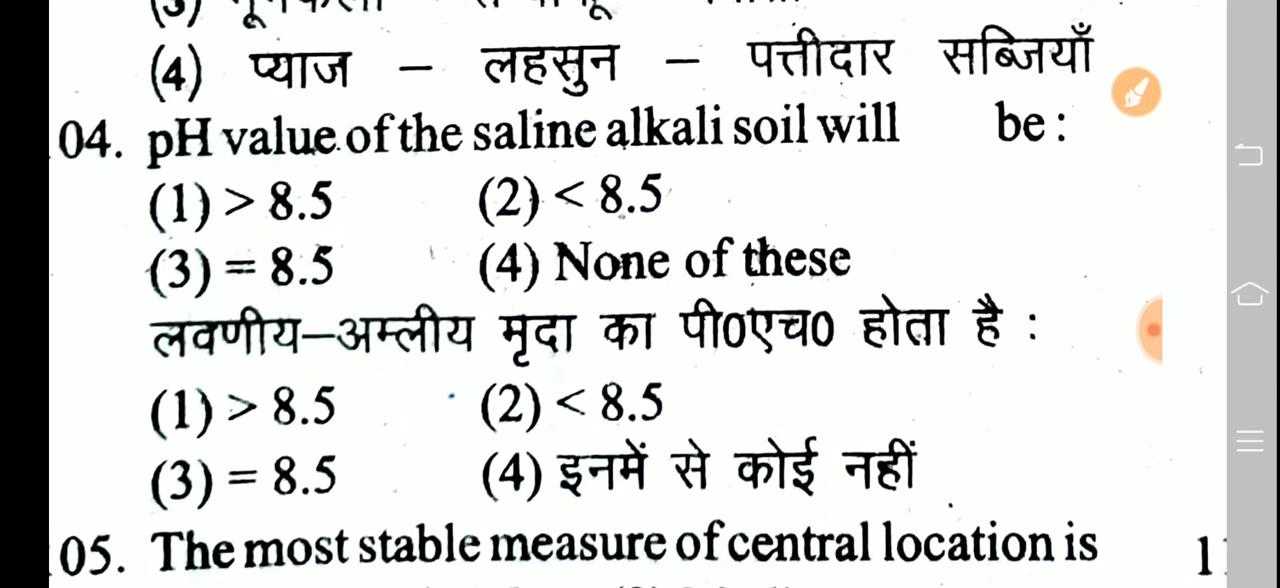 (4) प्याज – लहसुन – पत्तीदार सब्जियाँ
04. pH value of the saline alkali soil will be :
(1) > 8.5 (2) < 8.5
(3) = 8.5 (4) None of these
लवणीय–अम्लीय मृदा का पी०एच० होता है :
(1) > 8.5 (2) < 8.5
(3) = 8.5 (4) इनमें से कोई नहीं
05. The most stable measure of central location is